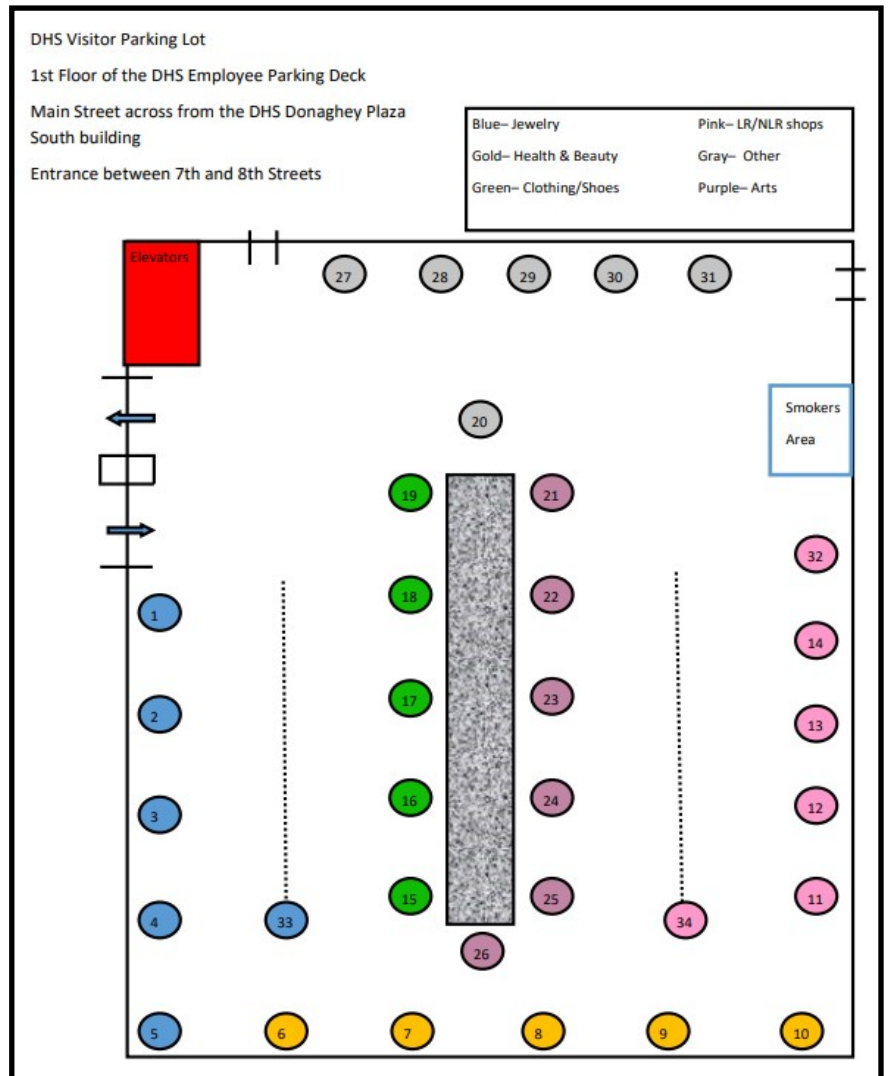 DHS Visitor Parking Lot
1st Floor of the DHS Employee Parking Deck
Main Street across from the DHS Donaghey Plaza
South building
Entrance between 7th and 8th Streets
Blue– Jewelry Pink– LR/NLR shops
Gold– Health & Beauty Gray– Other
Green– Clothing/Shoes Purple– Arts
Elevators
27 28 29 30 31
Smokers
Area
20
19 21
32
18 22
1
14
17 23
2
13
16 24
12
3
15 25
11
4 33 34
26
5 6 7 8 9 10